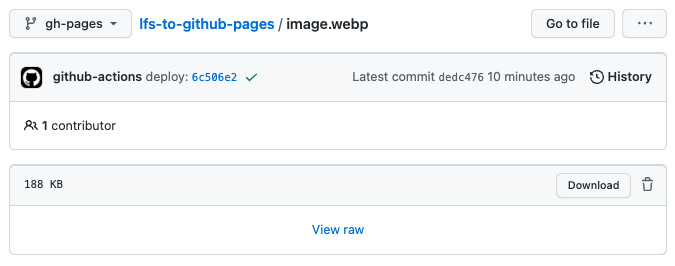 gh-pages lfs-to-github-pages / image.webp Go to file ...
github-actions deploy: 6c506e2 Latest commit dedc476 10 minutes ago History
1 contributor
188 KB Download
View raw